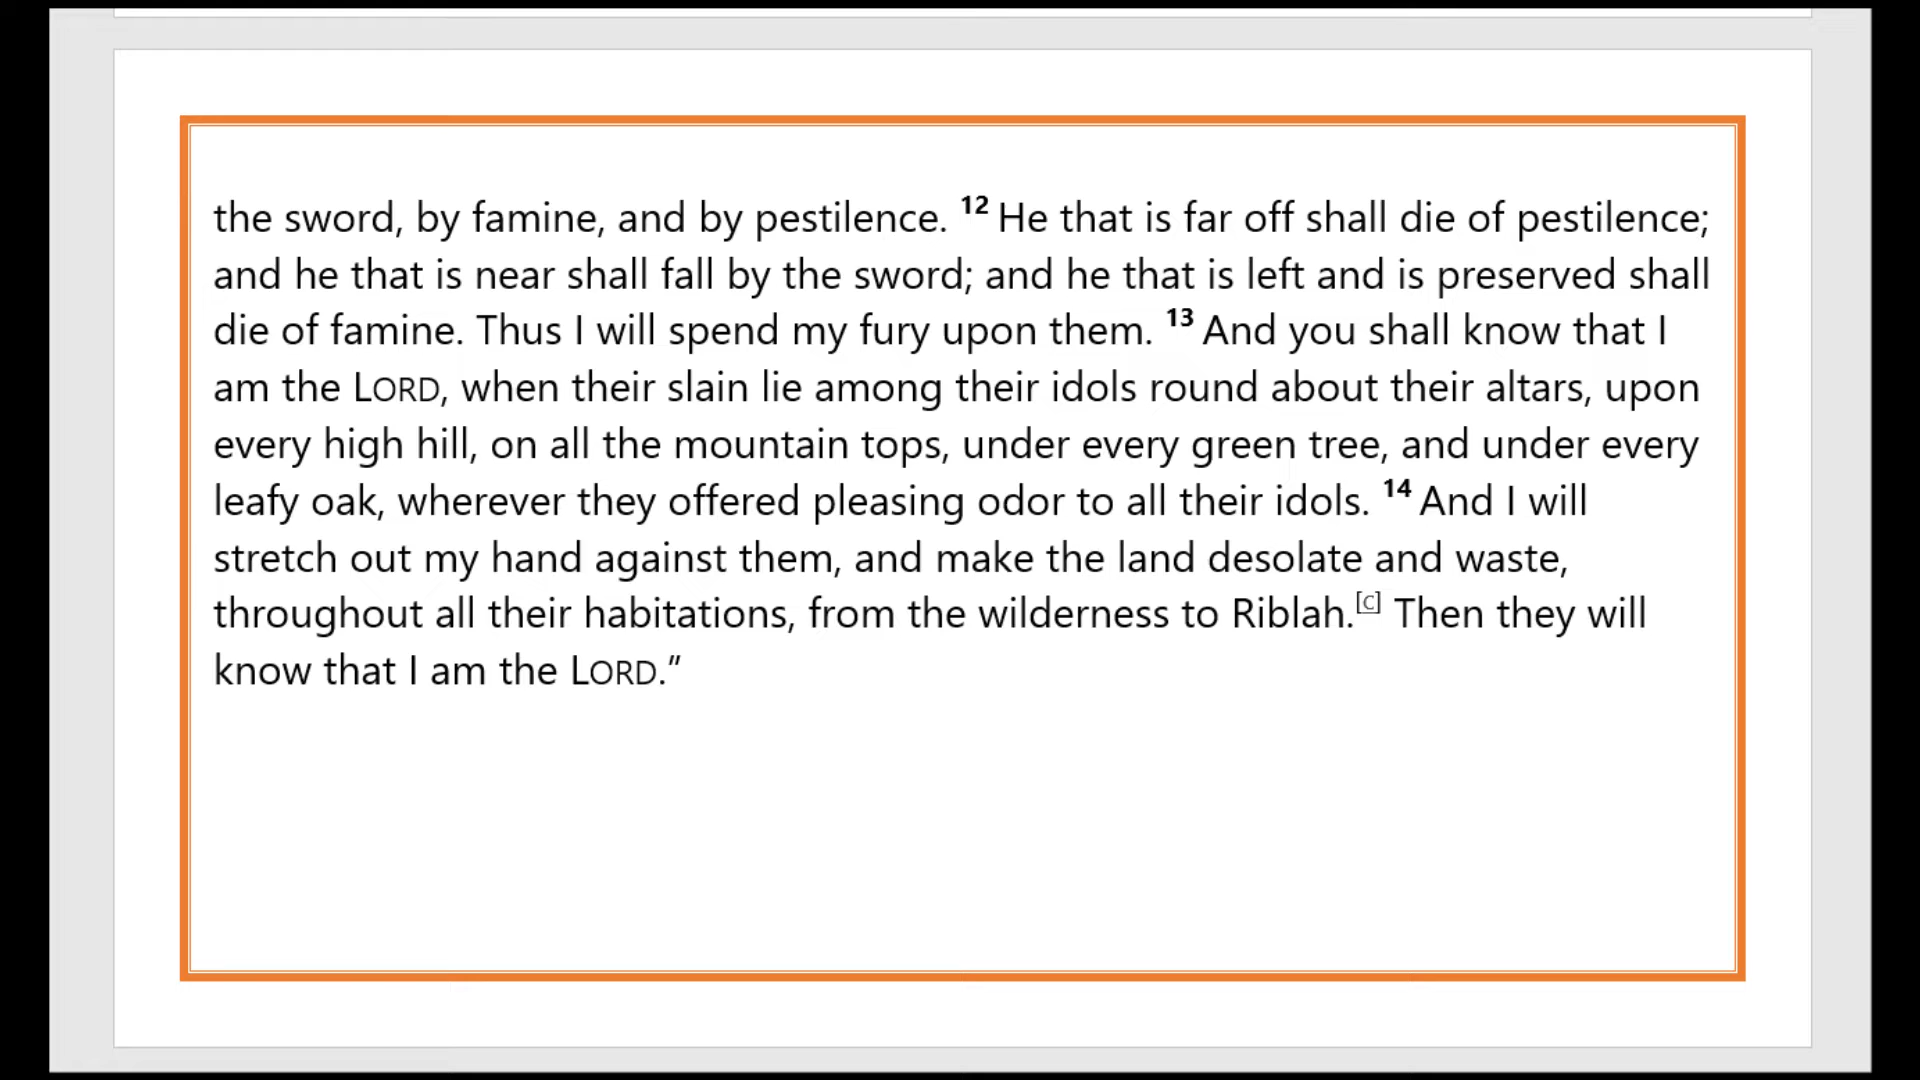 the sword, by famine, and by pestilence. 12 He that is far off shall die of pestilence;
and he that is near shall fall by the sword; and he that is left and is preserved shall
die of famine. Thus I will spend my fury upon them. 13 And you shall know that I
am the LORD, when their slain lie among their idols round about their altars, upon
every high hill, on all the mountain tops, under every green tree, and under every
leafy oak, wherever they offered pleasing odor to all their idols. 14 And I will
stretch out my hand against them, and make the land desolate and waste,
throughout all their habitations, from the wilderness to Riblah.[c] Then they will
know that I am the LORD.”